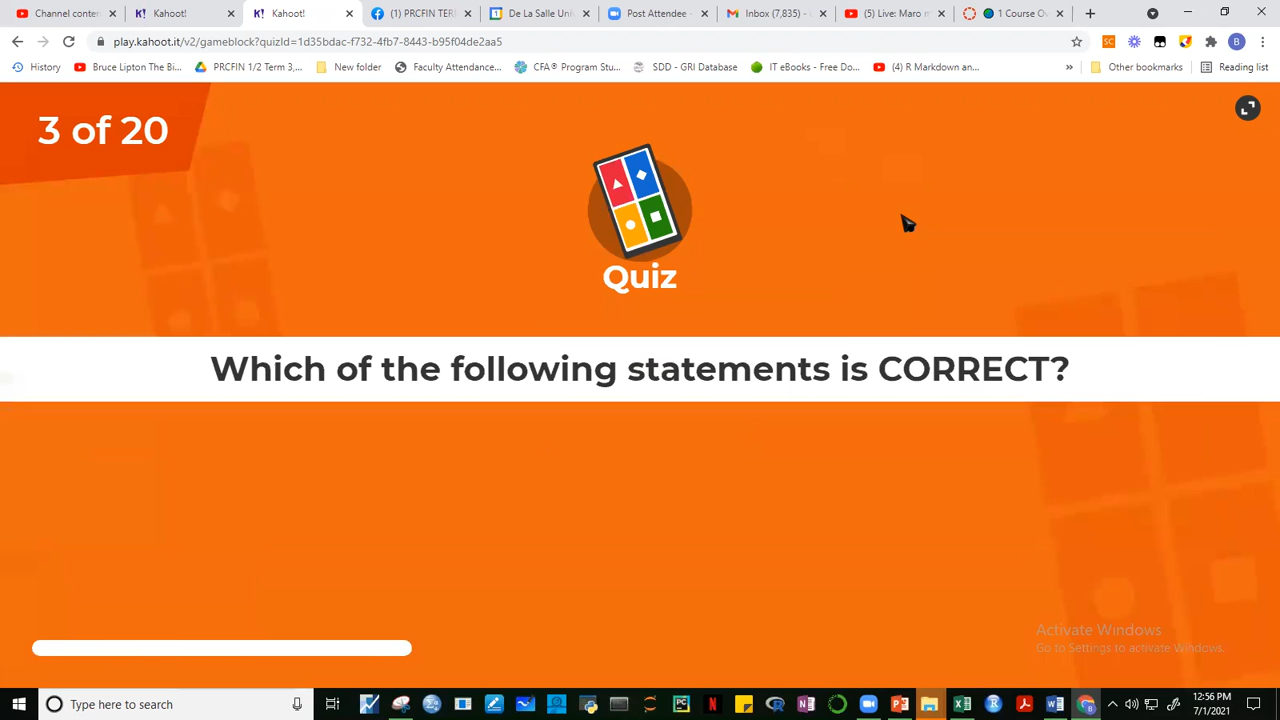 Channel conten
Kahoot!
Kahoot!
(1) PRCFIN TER
De La Salle Uni
Post Attendee -
Inbox (7,835) -
(5) Live: Maro m
1 Course Ov
play.kahoot.it/v2/gameblock?quizId=1d35bdac-f732-4fb7-8443-b95f04de2aa5
SC
B
History
Bruce Lipton The Bi...
PRCFIN 1/2 Term 3,...
New folder
Faculty Attendance...
CFA® Program Stu...
SDD - GRI Database
IT eBooks - Free Do...
(4) R Markdown an...
»
Other bookmarks
Reading list
3 of 20
Quiz
Which of the following statements is CORRECT?
Activate Windows
Go to Settings to activate Windows.
Type here to search
12:56 PM
7/1/2021